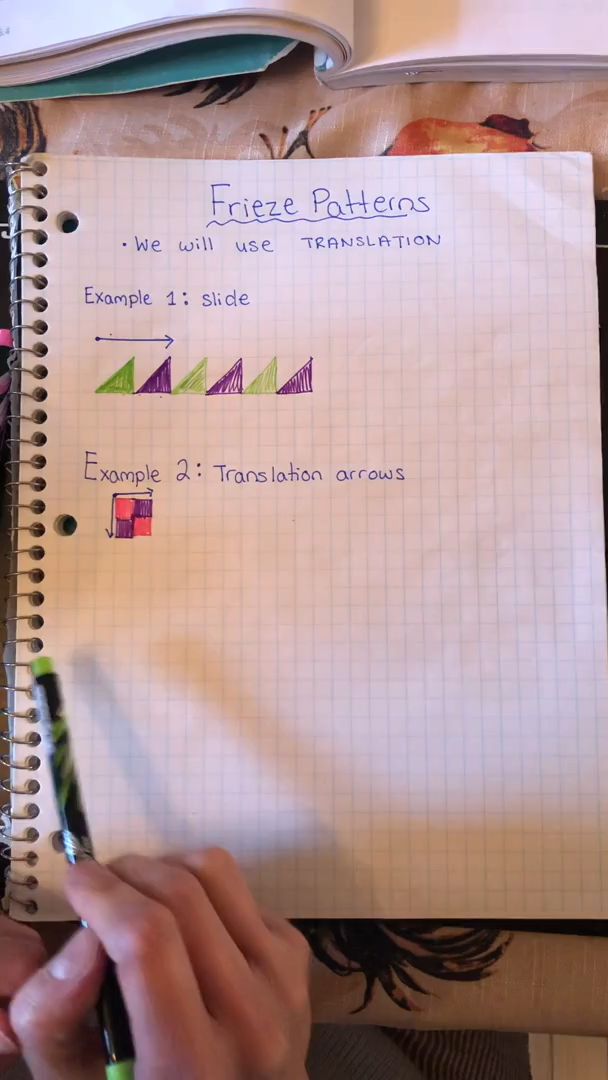 Frieze Patterns
• We will use TRANSLATION
Example 1: slide
Example 2: Translation arrows